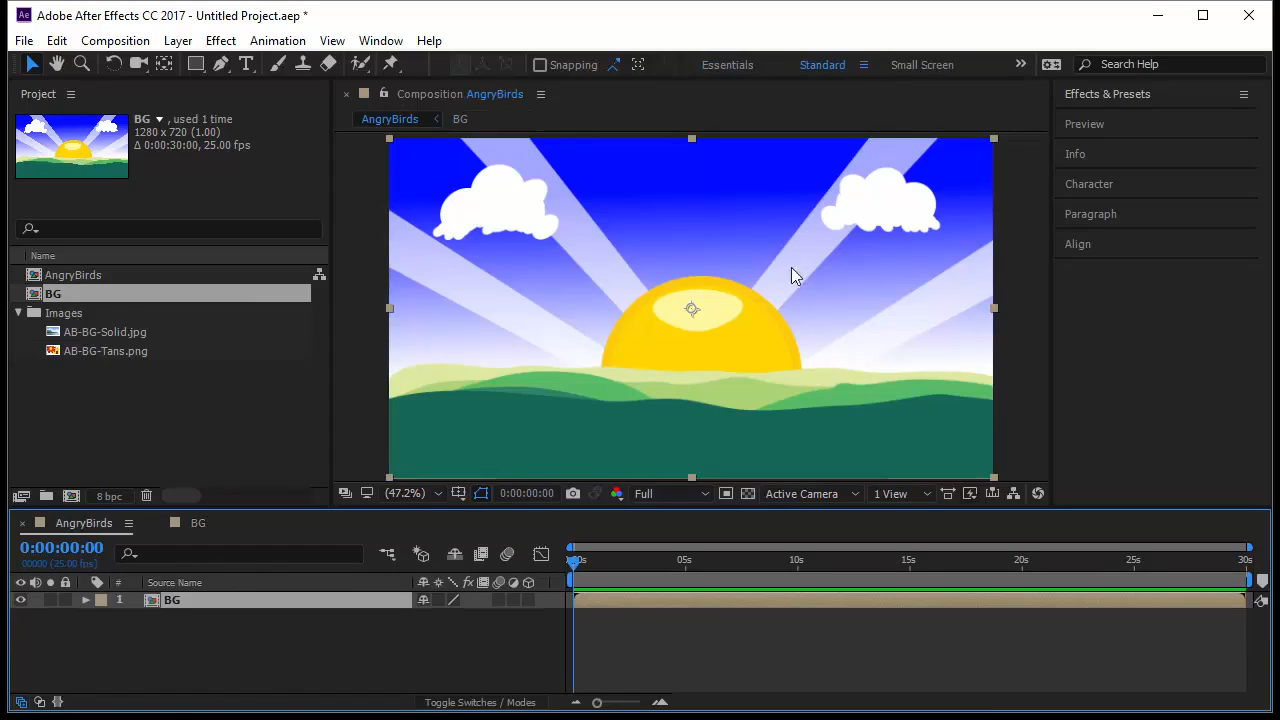 Adobe After Effects CC 2017 - Untitled Project.aep *
File Edit Composition Layer Effect Animation View Window Help
Snapping Essentials Standard Small Screen Search Help
Project
BG , used 1 time
1280 x 720 (1.00)
Δ 0:00:30:00, 25.00 fps
Name
AngryBirds
BG
Images
AB-BG-Solid.jpg
AB-BG-Tans.png
8 bpc
Composition AngryBirds
AngryBirds BG
(47.2%) 0:00:00:00 Full Active Camera 1 View
Effects & Presets
Preview
Info
Character
Paragraph
Align
AngryBirds BG
0:00:00:00
00000 (25.00 fps)
05s 10s 15s 20s 25s 30s
# Source Name
1 BG
Toggle Switches / Modes